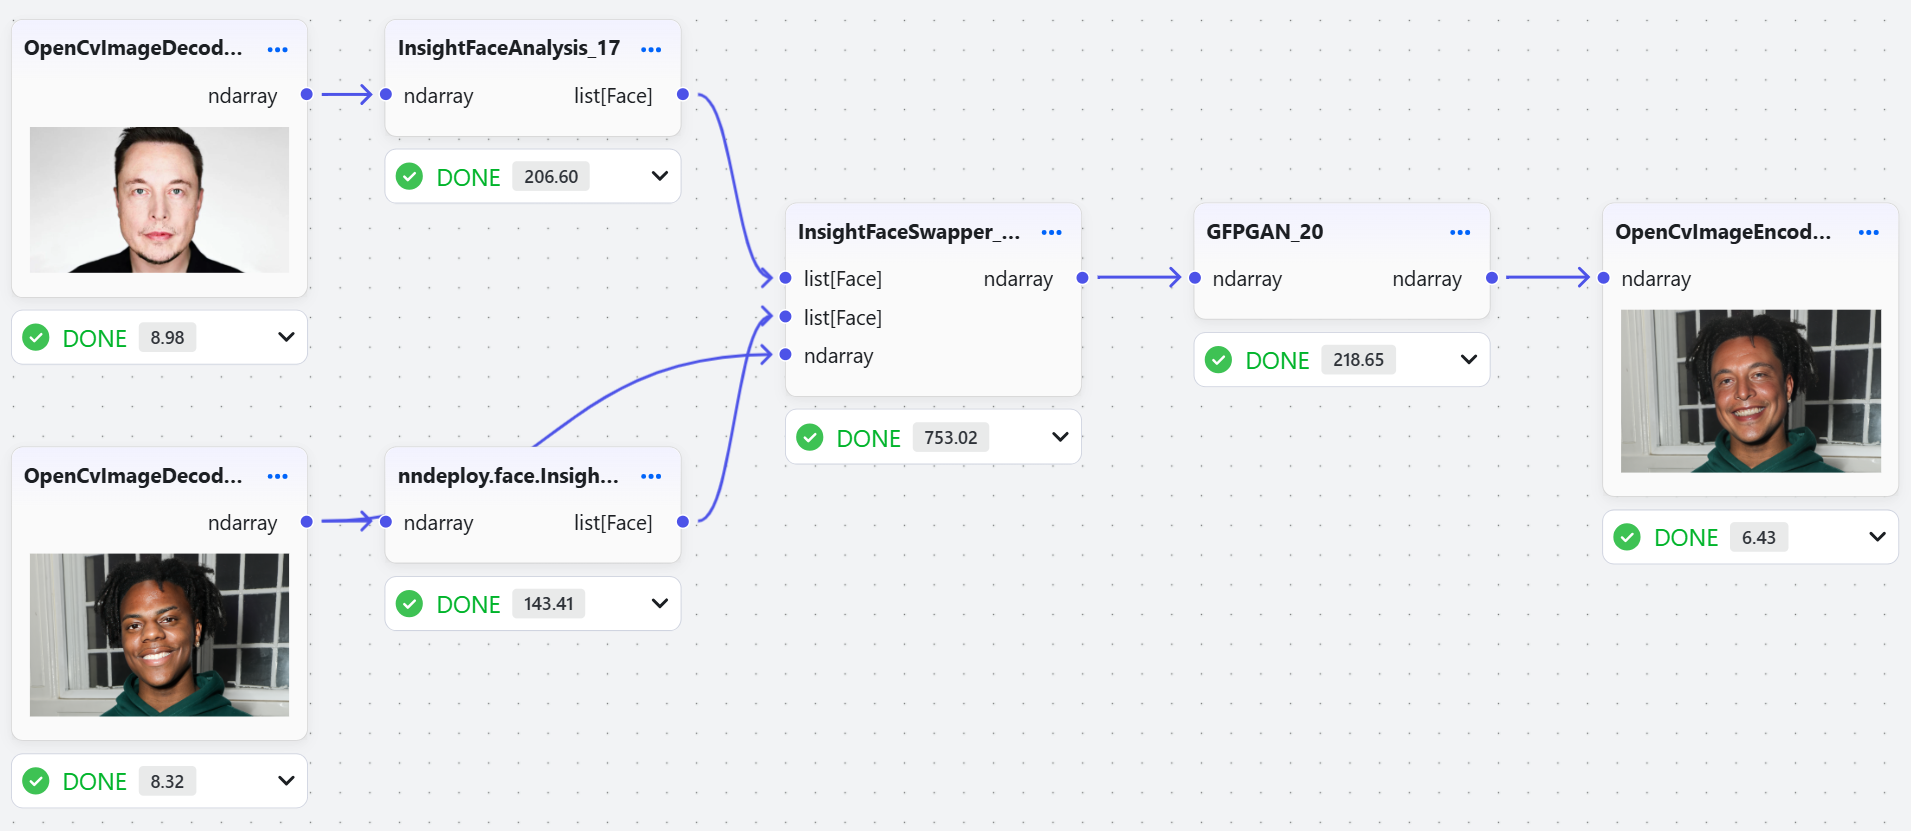 OpenCvImageDecod...
ndarray
DONE 8.98
InsightFaceAnalysis_17
ndarray list[Face]
DONE 206.60
OpenCvImageDecod...
ndarray
DONE 8.32
nndeploy.face.Insigh...
ndarray list[Face]
DONE 143.41
InsightFaceSwapper_...
list[Face] ndarray
list[Face]
ndarray
DONE 753.02
GFPGAN_20
ndarray ndarray
DONE 218.65
OpenCvImageEncod...
ndarray
DONE 6.43